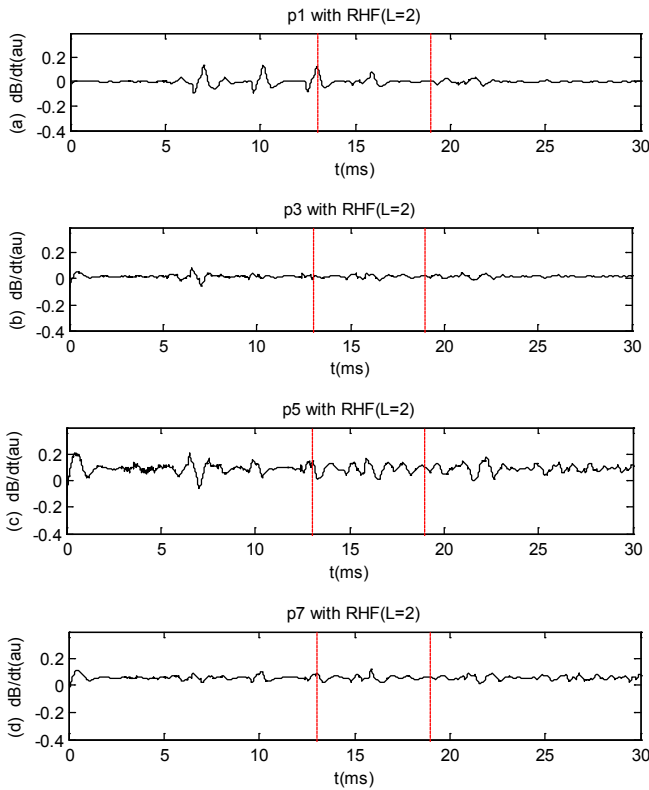 p1 with RHF(L=2)
(a) dB/dt(au)
0.2
0
-0.2
-0.4
0 5 10 15 20 25 30
t(ms)
p3 with RHF(L=2)
(b) dB/dt(au)
0.2
0
-0.2
-0.4
0 5 10 15 20 25 30
t(ms)
p5 with RHF(L=2)
(c) dB/dt(au)
0.2
0
-0.2
-0.4
0 5 10 15 20 25 30
t(ms)
p7 with RHF(L=2)
(d) dB/dt(au)
0.2
0
-0.2
-0.4
0 5 10 15 20 25 30
t(ms)